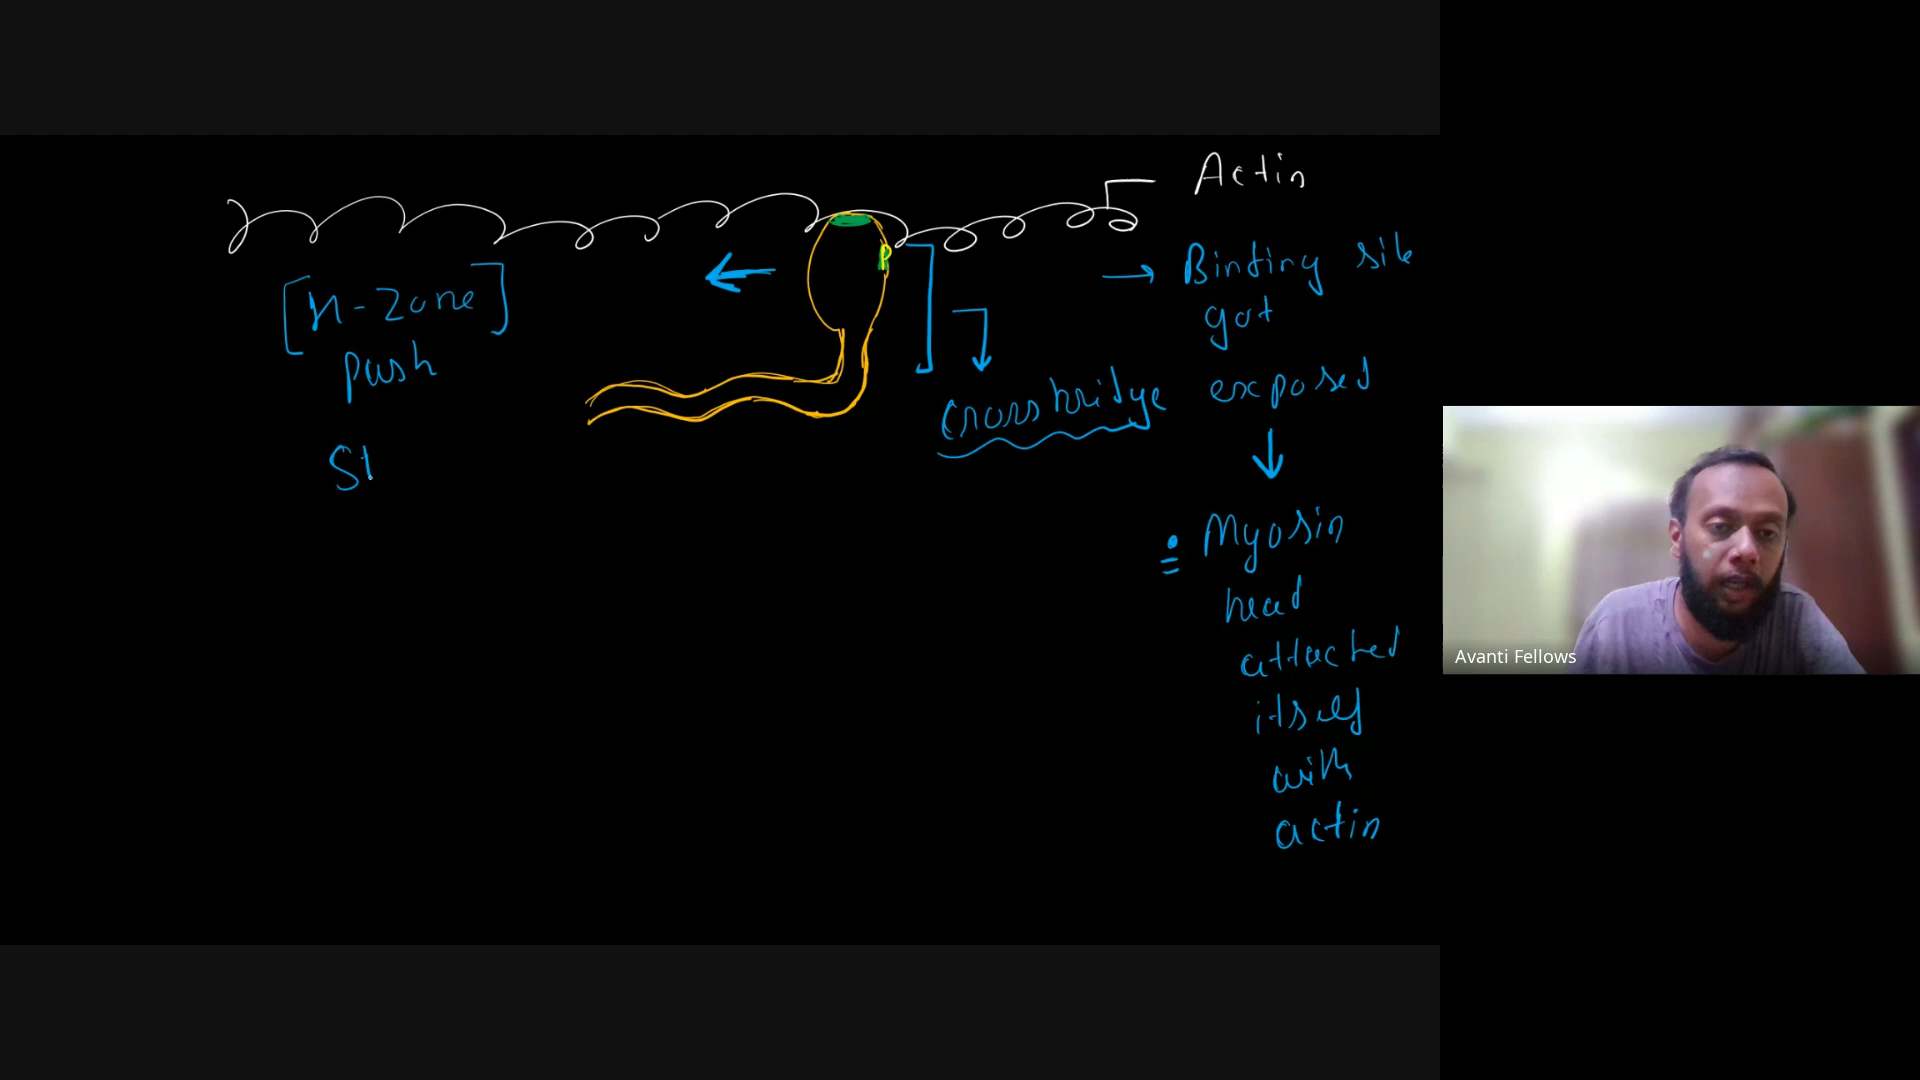 Actin
→ Binding site
got
exposed
[H-Zone]
push
St
P
Crossbridge
Myosin
head
attached
itself
with
actin
Avanti Fellows